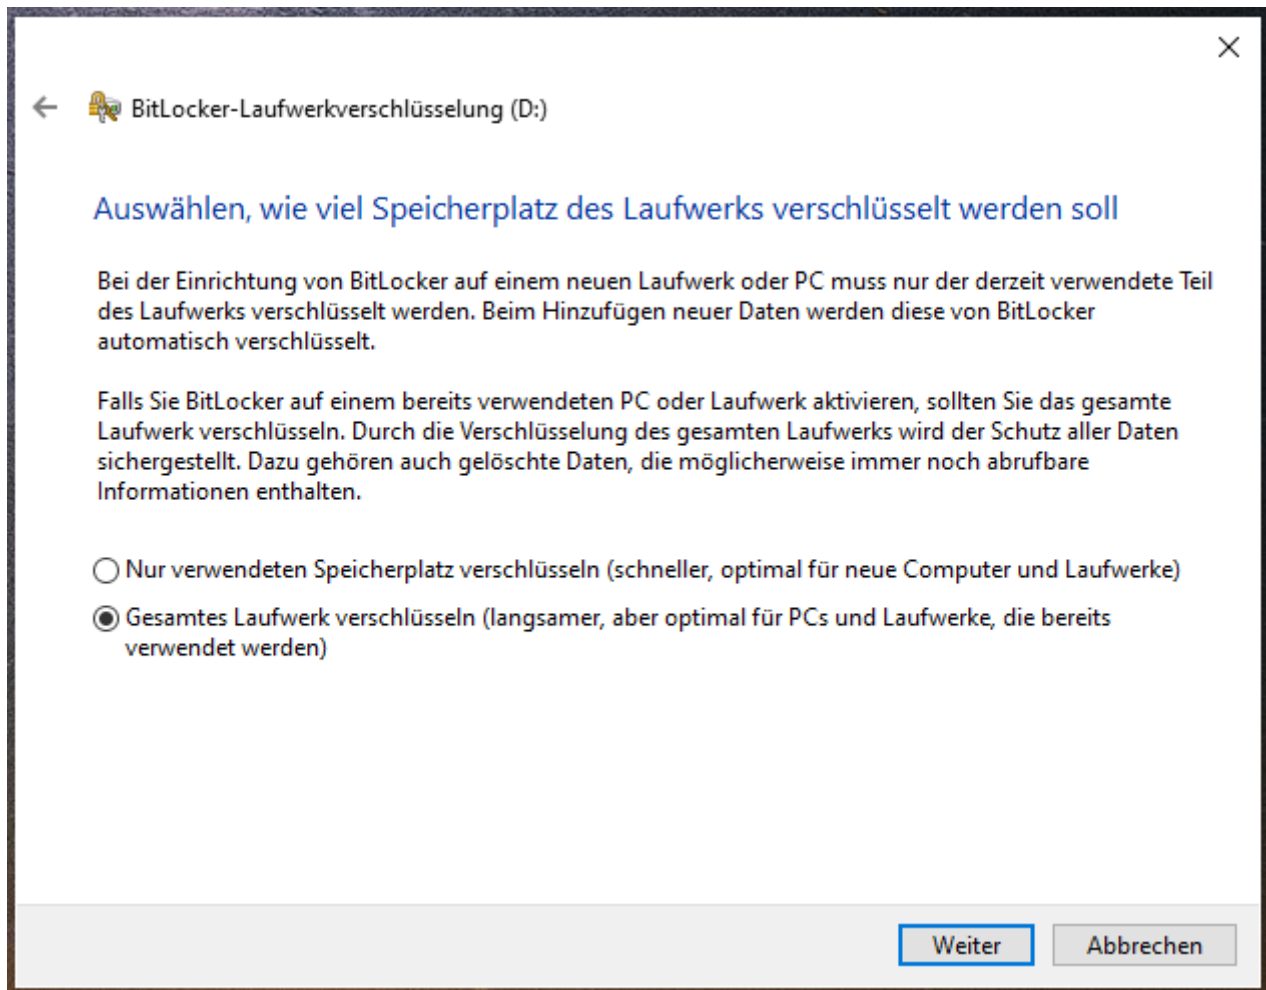 BitLocker-Laufwerkverschlüsselung (D:)
Auswählen, wie viel Speicherplatz des Laufwerks verschlüsselt werden soll
Bei der Einrichtung von BitLocker auf einem neuen Laufwerk oder PC muss nur der derzeit verwendete Teil
des Laufwerks verschlüsselt werden. Beim Hinzufügen neuer Daten werden diese von BitLocker
automatisch verschlüsselt.
Falls Sie BitLocker auf einem bereits verwendeten PC oder Laufwerk aktivieren, sollten Sie das gesamte
Laufwerk verschlüsseln. Durch die Verschlüsselung des gesamten Laufwerks wird der Schutz aller Daten
sichergestellt. Dazu gehören auch gelöschte Daten, die möglicherweise immer noch abrufbare
Informationen enthalten.
Nur verwendeten Speicherplatz verschlüsseln (schneller, optimal für neue Computer und Laufwerke)
Gesamtes Laufwerk verschlüsseln (langsamer, aber optimal für PCs und Laufwerke, die bereits
verwendet werden)
Weiter
Abbrechen